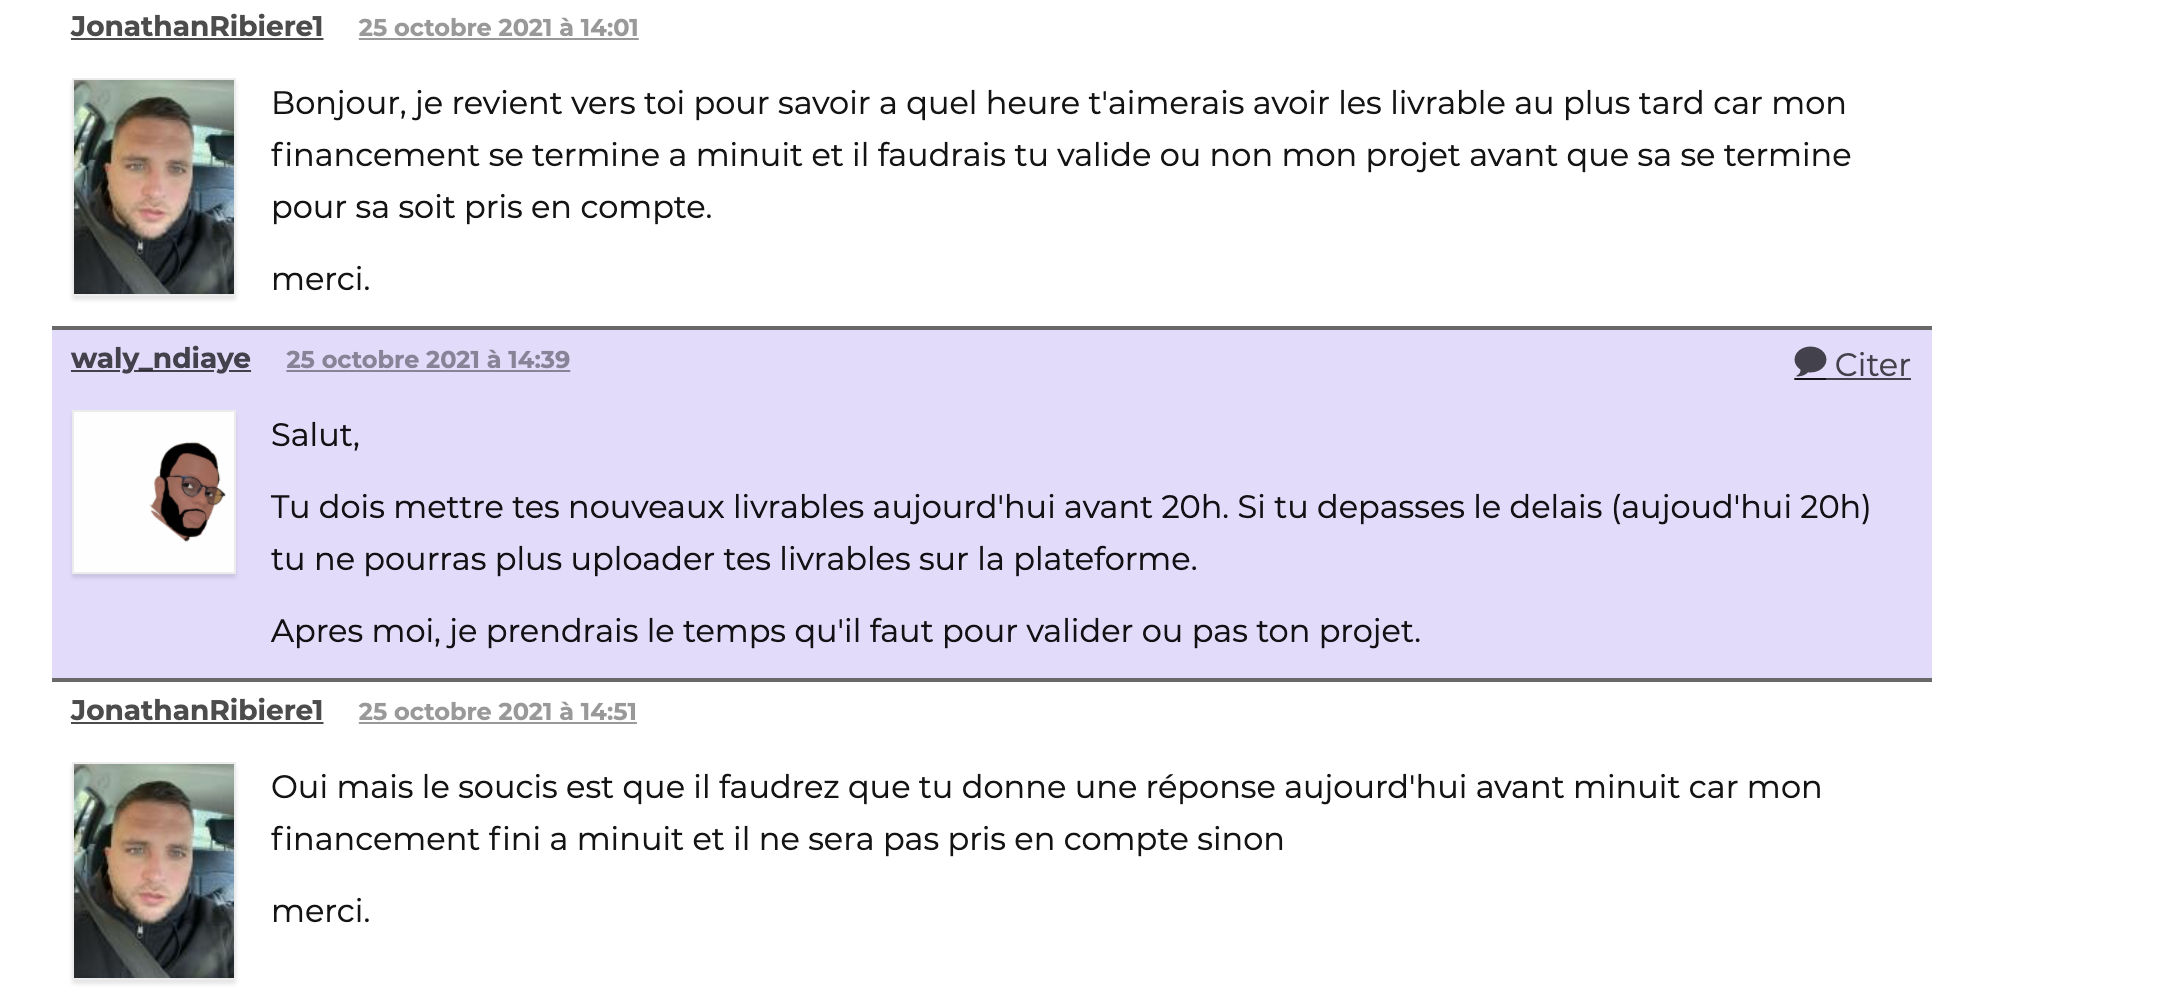 JonathanRibiere1 25 octobre 2021 à 14:01
Bonjour, je revient vers toi pour savoir a quel heure t'aimerais avoir les livrable au plus tard car mon
financement se termine a minuit et il faudrais tu valide ou non mon projet avant que sa se termine
pour sa soit pris en compte.
merci.
waly_ndiaye 25 octobre 2021 à 14:39 Citer
Salut,
Tu dois mettre tes nouveaux livrables aujourd'hui avant 20h. Si tu depasses le delais (aujoud'hui 20h)
tu ne pourras plus uploader tes livrables sur la plateforme.
Apres moi, je prendrais le temps qu'il faut pour valider ou pas ton projet.
JonathanRibiere1 25 octobre 2021 à 14:51
Oui mais le soucis est que il faudrez que tu donne une réponse aujourd'hui avant minuit car mon
financement fini a minuit et il ne sera pas pris en compte sinon
merci.